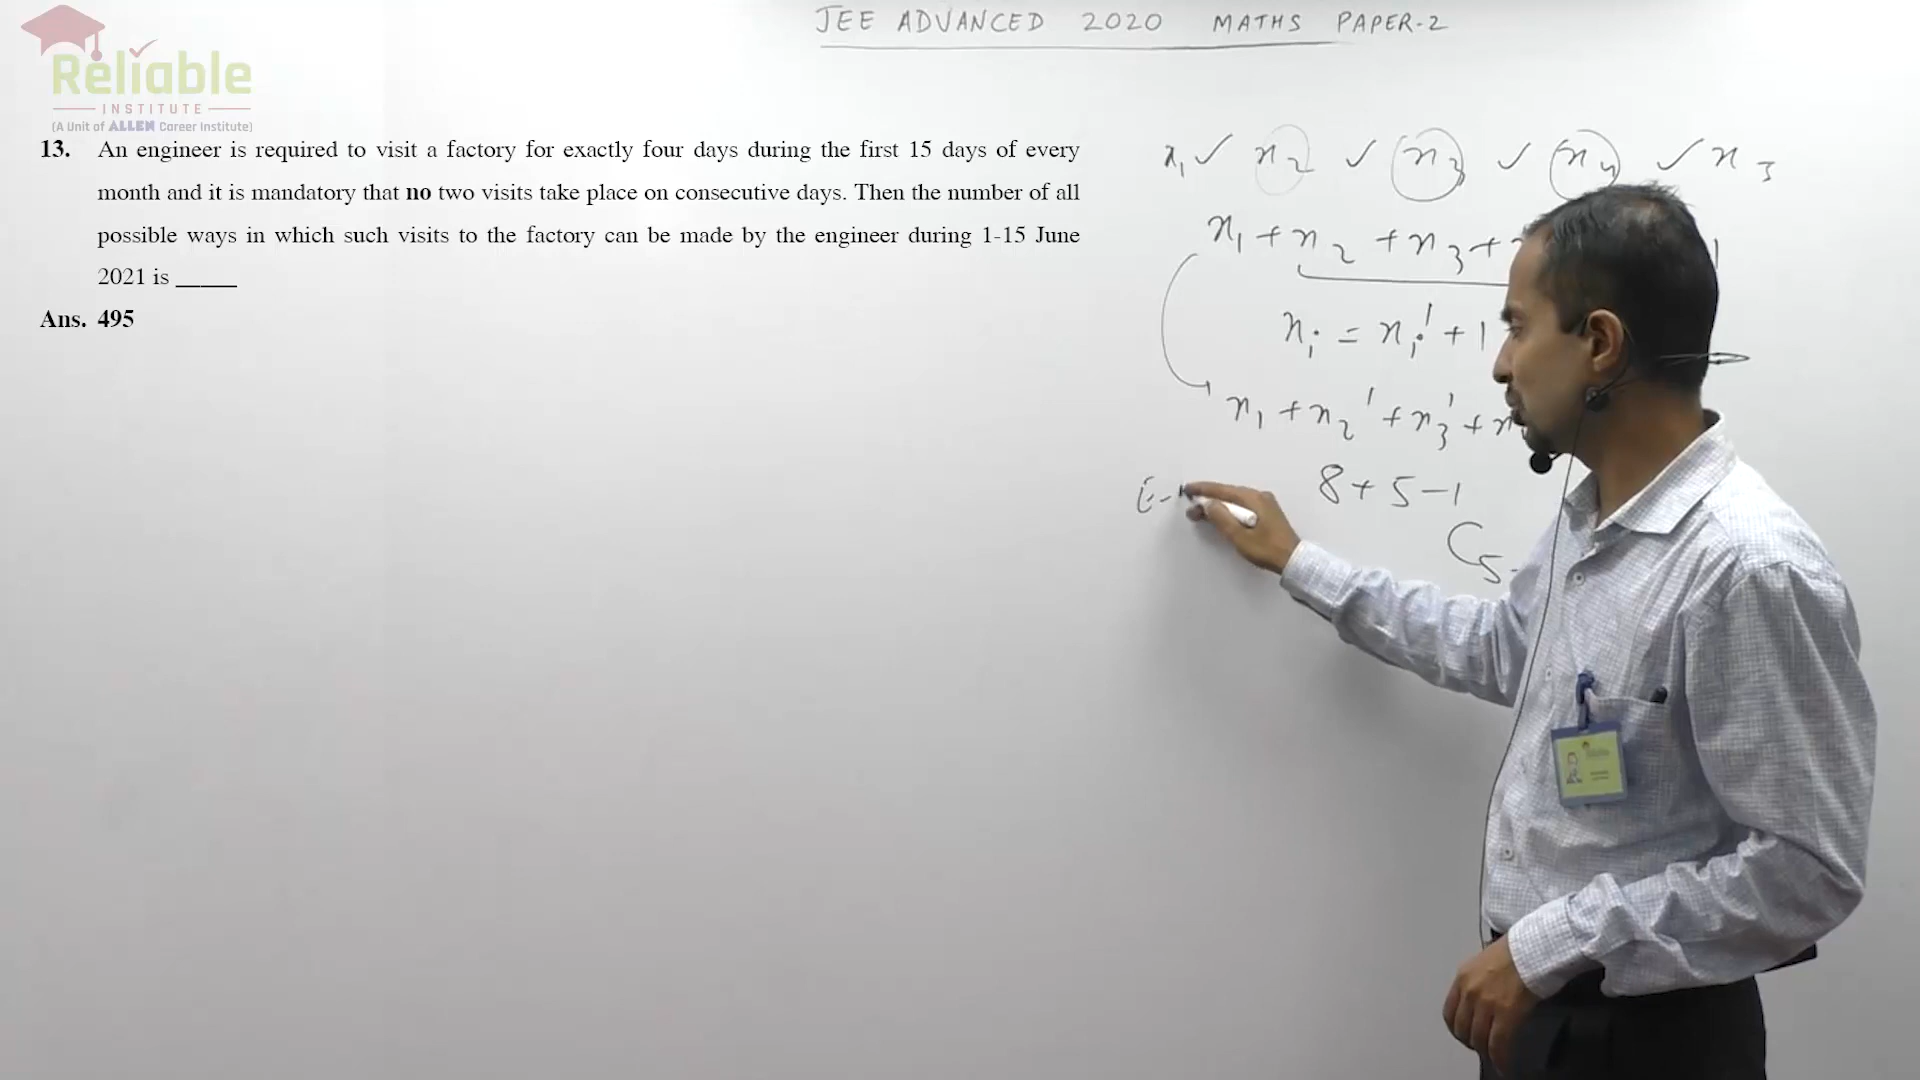 JEE ADVANCED 2020 MATHS PAPER-2
Reliable
INSTITUTE
(A Unit of ALLEN Career Institute)
13. An engineer is required to visit a factory for exactly four days during the first 15 days of every
month and it is mandatory that no two visits take place on consecutive days. Then the number of all
possible ways in which such visits to the factory can be made by the engineer during 1-15 June
2021 is _____
Ans. 495
x₁ ✓ x₂ ✓ x₃ ✓ x₄ ✓ x₅
x₁ + x₂ + x₃ +
xᵢ = xᵢ' + 1
x₁ + x₂' + x₃' + x
8 + 5 - 1
C₅₋